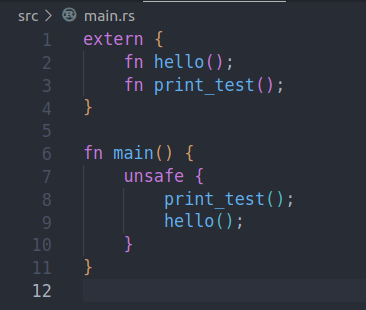 src > main.rs
1 extern {
2     fn hello();
3     fn print_test();
4 }
5
6 fn main() {
7     unsafe {
8         print_test();
9         hello();
10     }
11 }
12